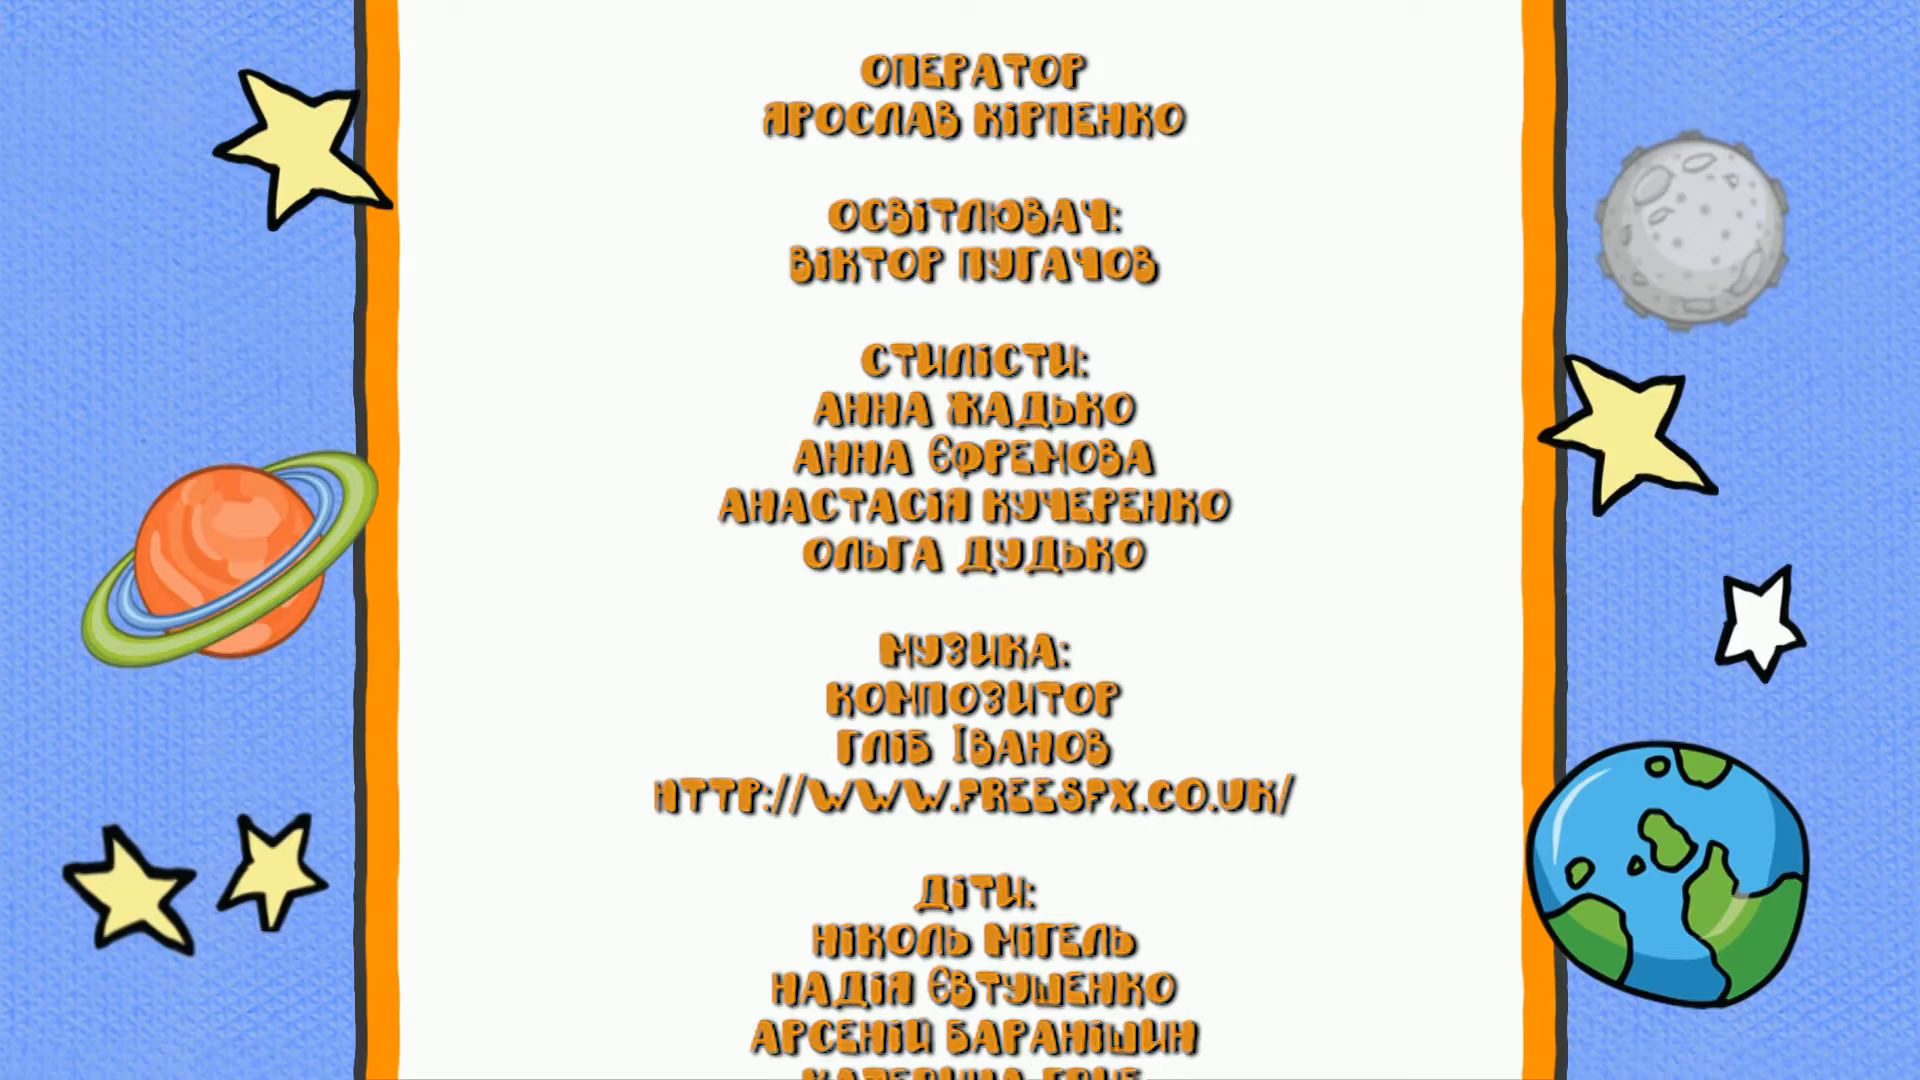 ОПЕРАТОР
ЯРОСЛАВ КІРПЕНКО
ОСВІТЛЮВАЧ:
ВІКТОР ПУГАЧОВ
СТИЛІСТИ:
АННА ЖАДЬКО
АННА ЄФРЕМОВА
АНАСТАСІЯ КУЧЕРЕНКО
ОЛЬГА ДУДЬКО
МУЗИКА:
КОМПОЗИТОР
ГЛІБ ІВАНОВ
HTTP://WWW.FREESFX.CO.UK/
ДІТИ:
НІКОЛЬ МІГЕЛЬ
НАДІЯ ЄВТУШЕНКО
АРСЕНІЙ БАРАНІШИН